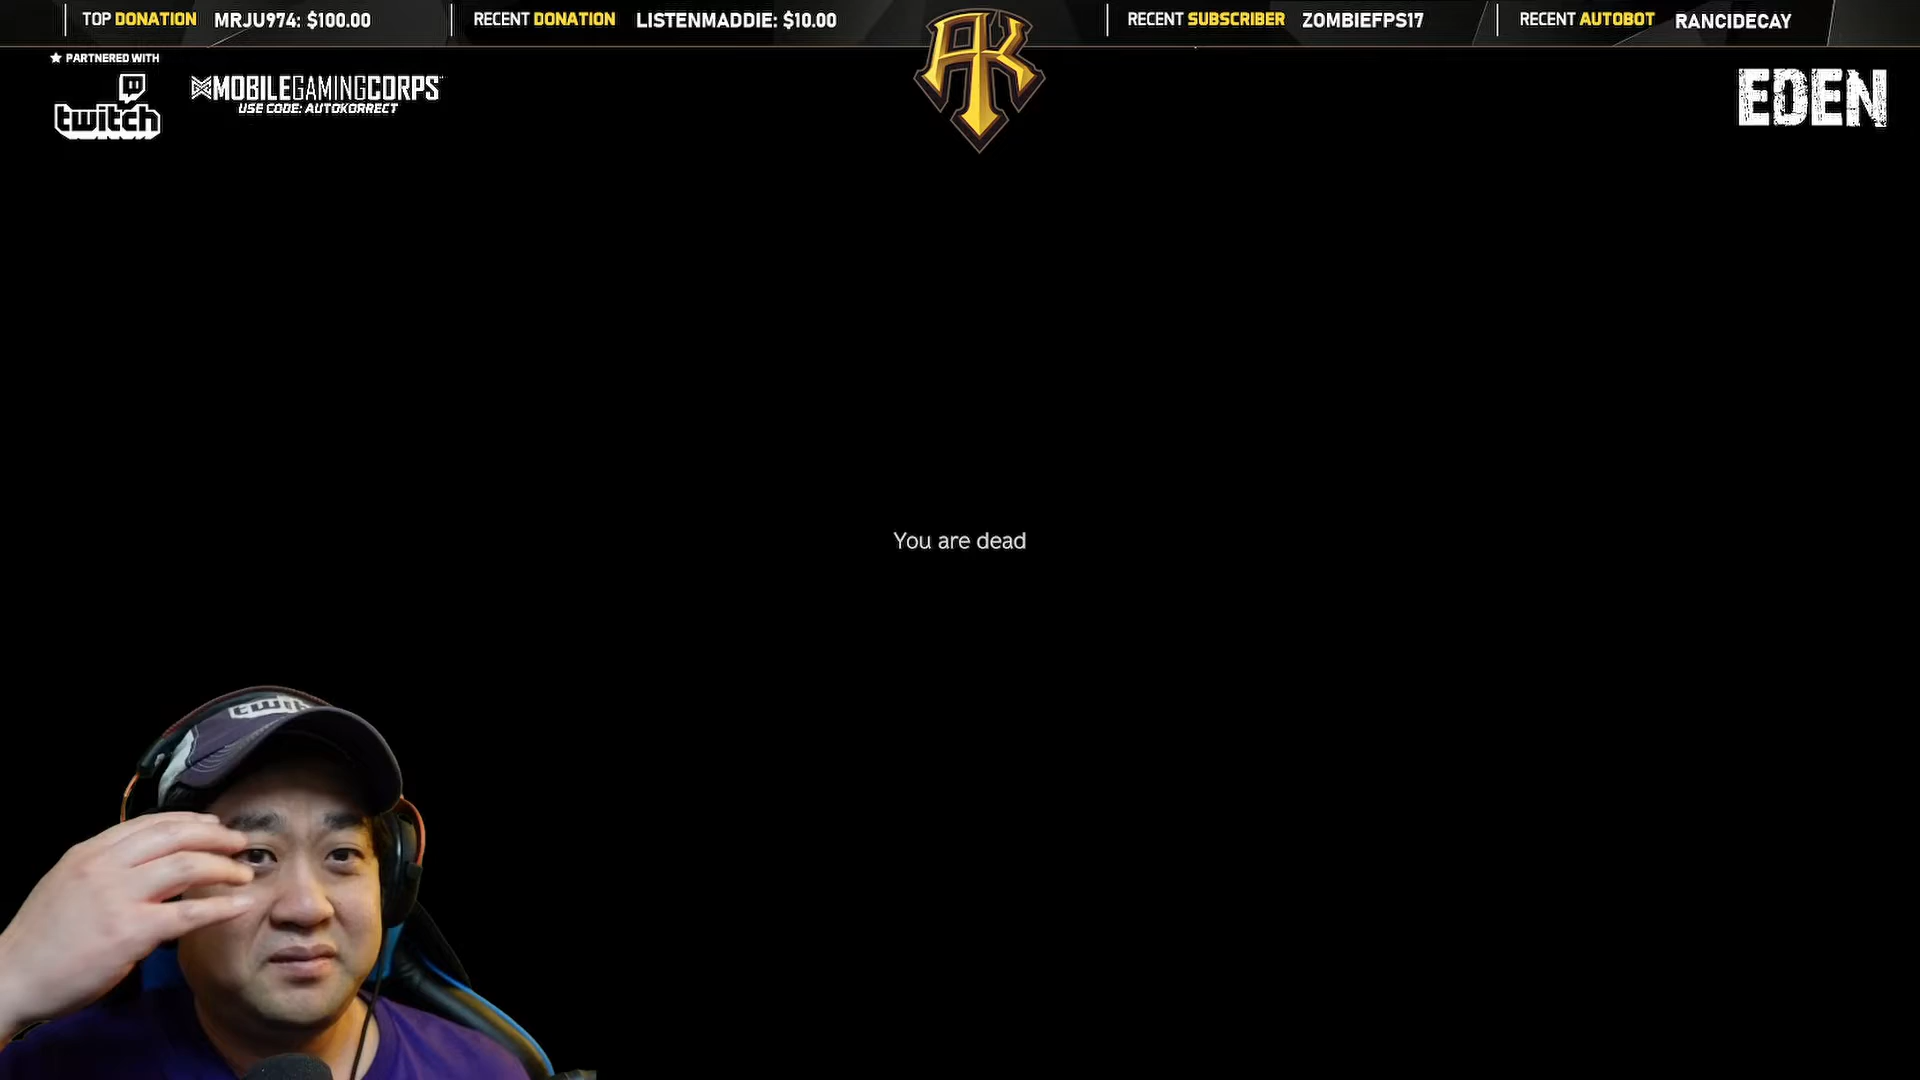 TOP DONATION MRJU974: $100.00 RECENT DONATION LISTENMADDIE: $10.00 RECENT SUBSCRIBER ZOMBIEFPS17 RECENT AUTOBOT RANCIDECAY
★ PARTNERED WITH
twitch
MOBILEGAMINGCORPS
USE CODE: AUTOKORRECT
AK
EDEN
You are dead
twit